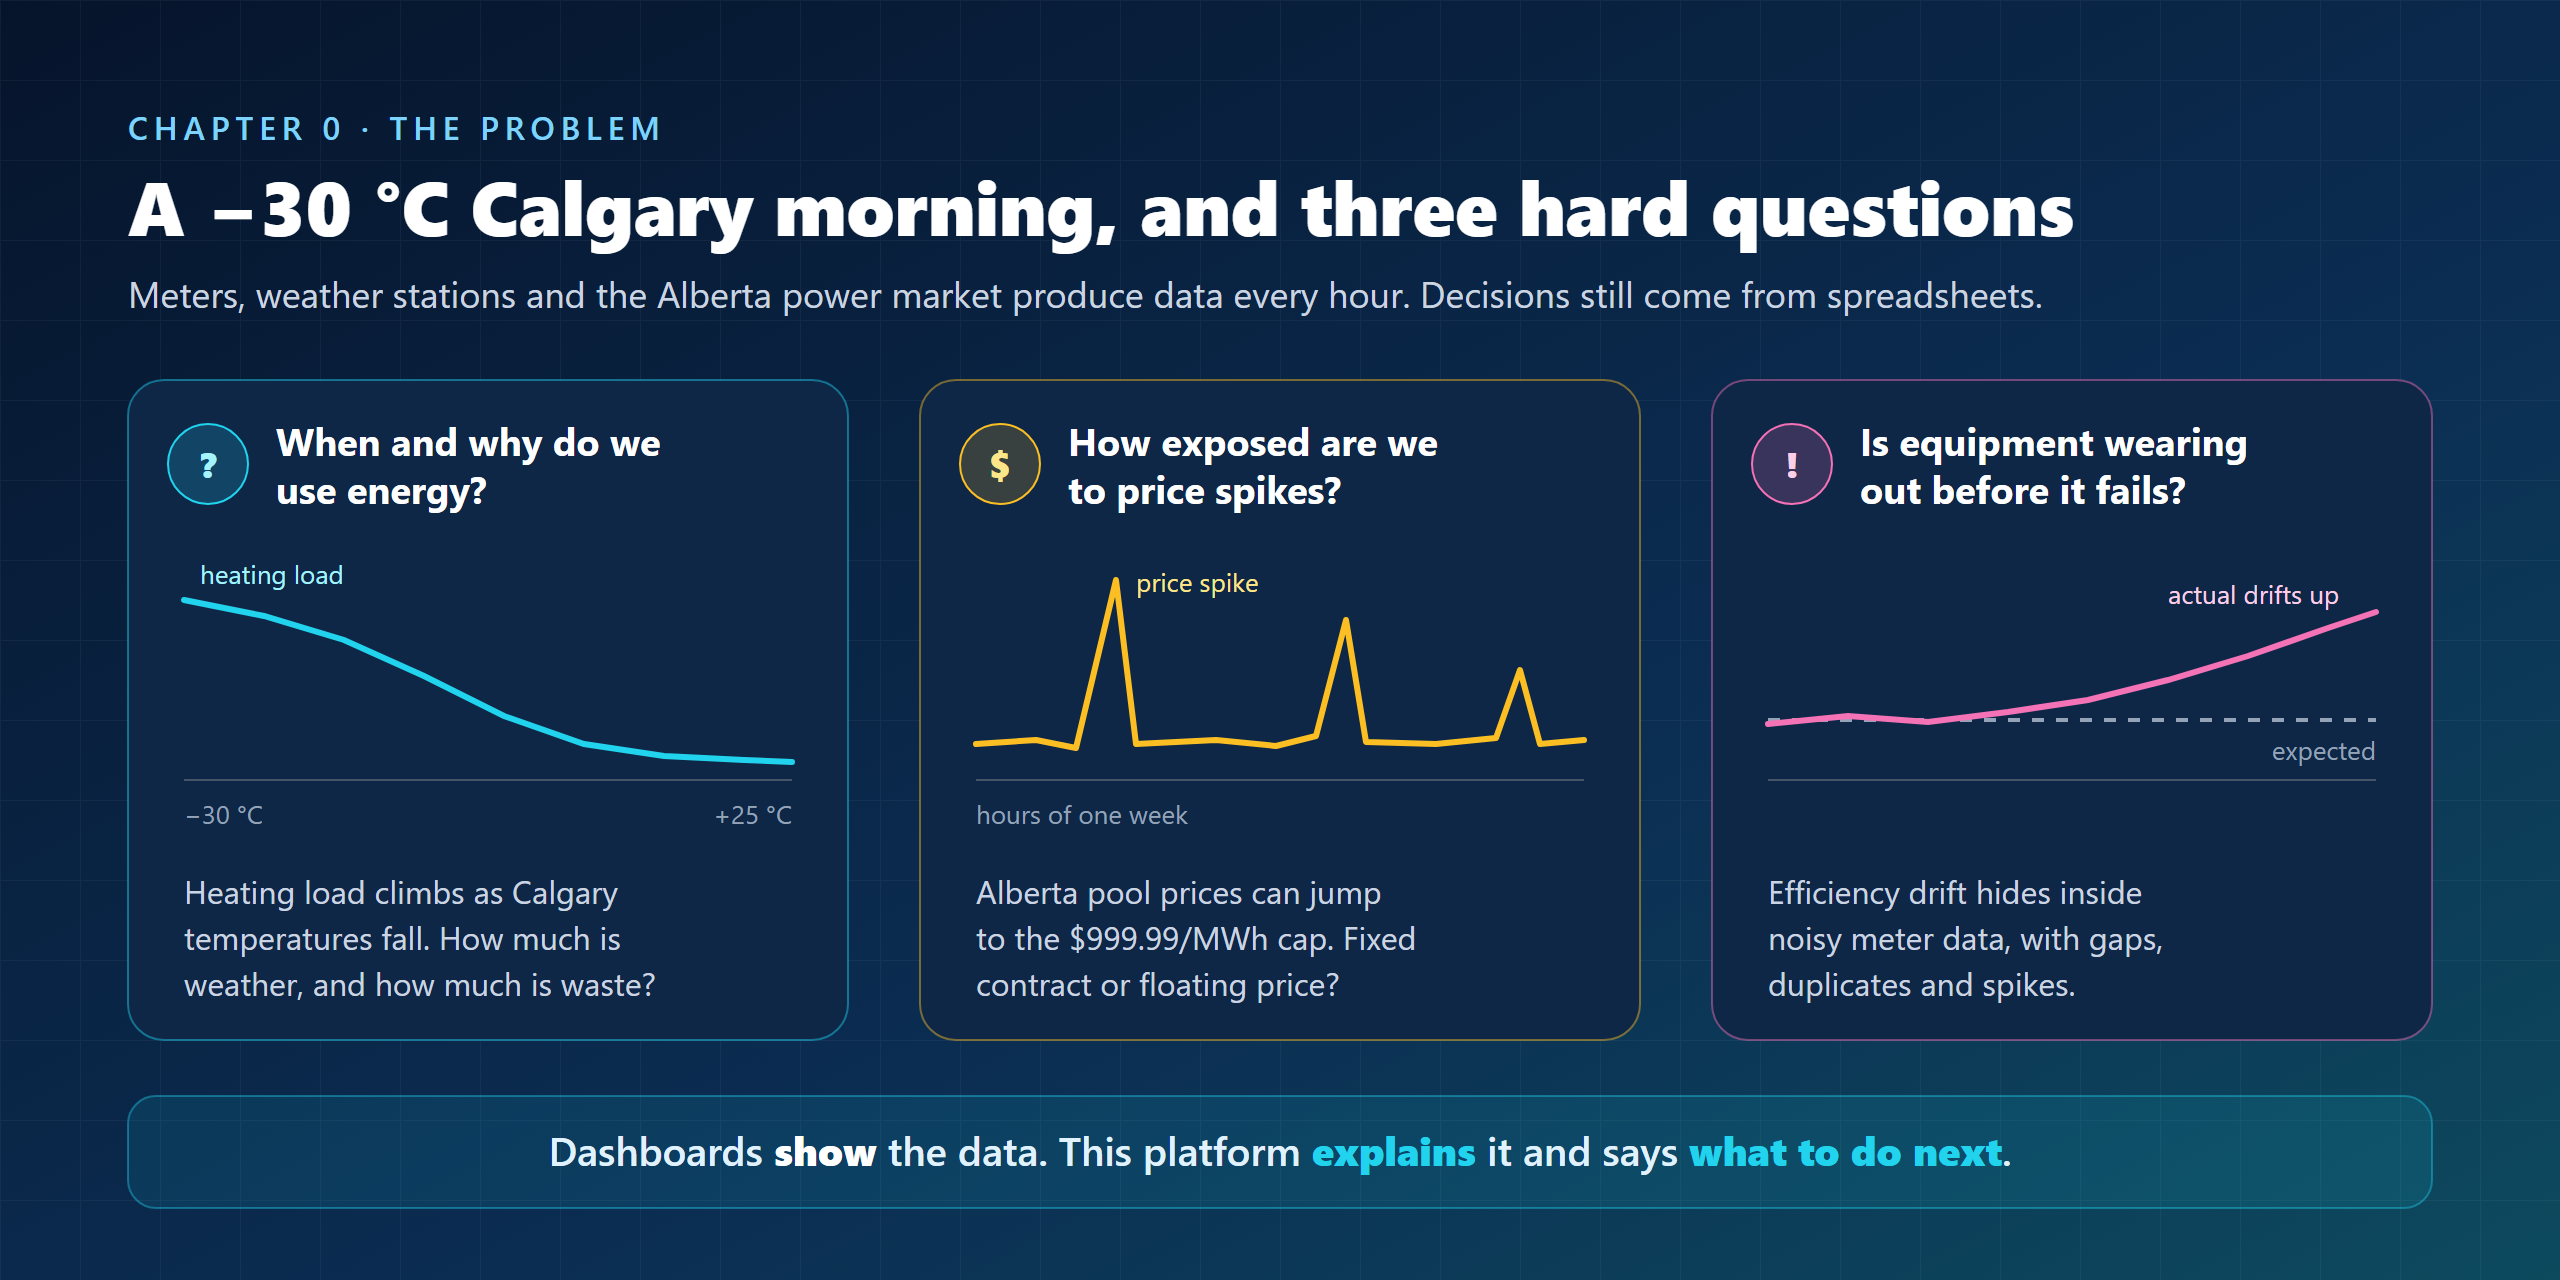 CHAPTER 0 · THE PROBLEM
A −30 °C Calgary morning, and three hard questions
Meters, weather stations and the Alberta power market produce data every hour. Decisions still come from spreadsheets.
?
When and why do we
use energy?
heating load
−30 °C
+25 °C
Heating load climbs as Calgary
temperatures fall. How much is
weather, and how much is waste?
$
How exposed are we
to price spikes?
price spike
hours of one week
Alberta pool prices can jump
to the $999.99/MWh cap. Fixed
contract or floating price?
!
Is equipment wearing
out before it fails?
actual drifts up
expected
Efficiency drift hides inside
noisy meter data, with gaps,
duplicates and spikes.
Dashboards show the data. This platform explains it and says what to do next.